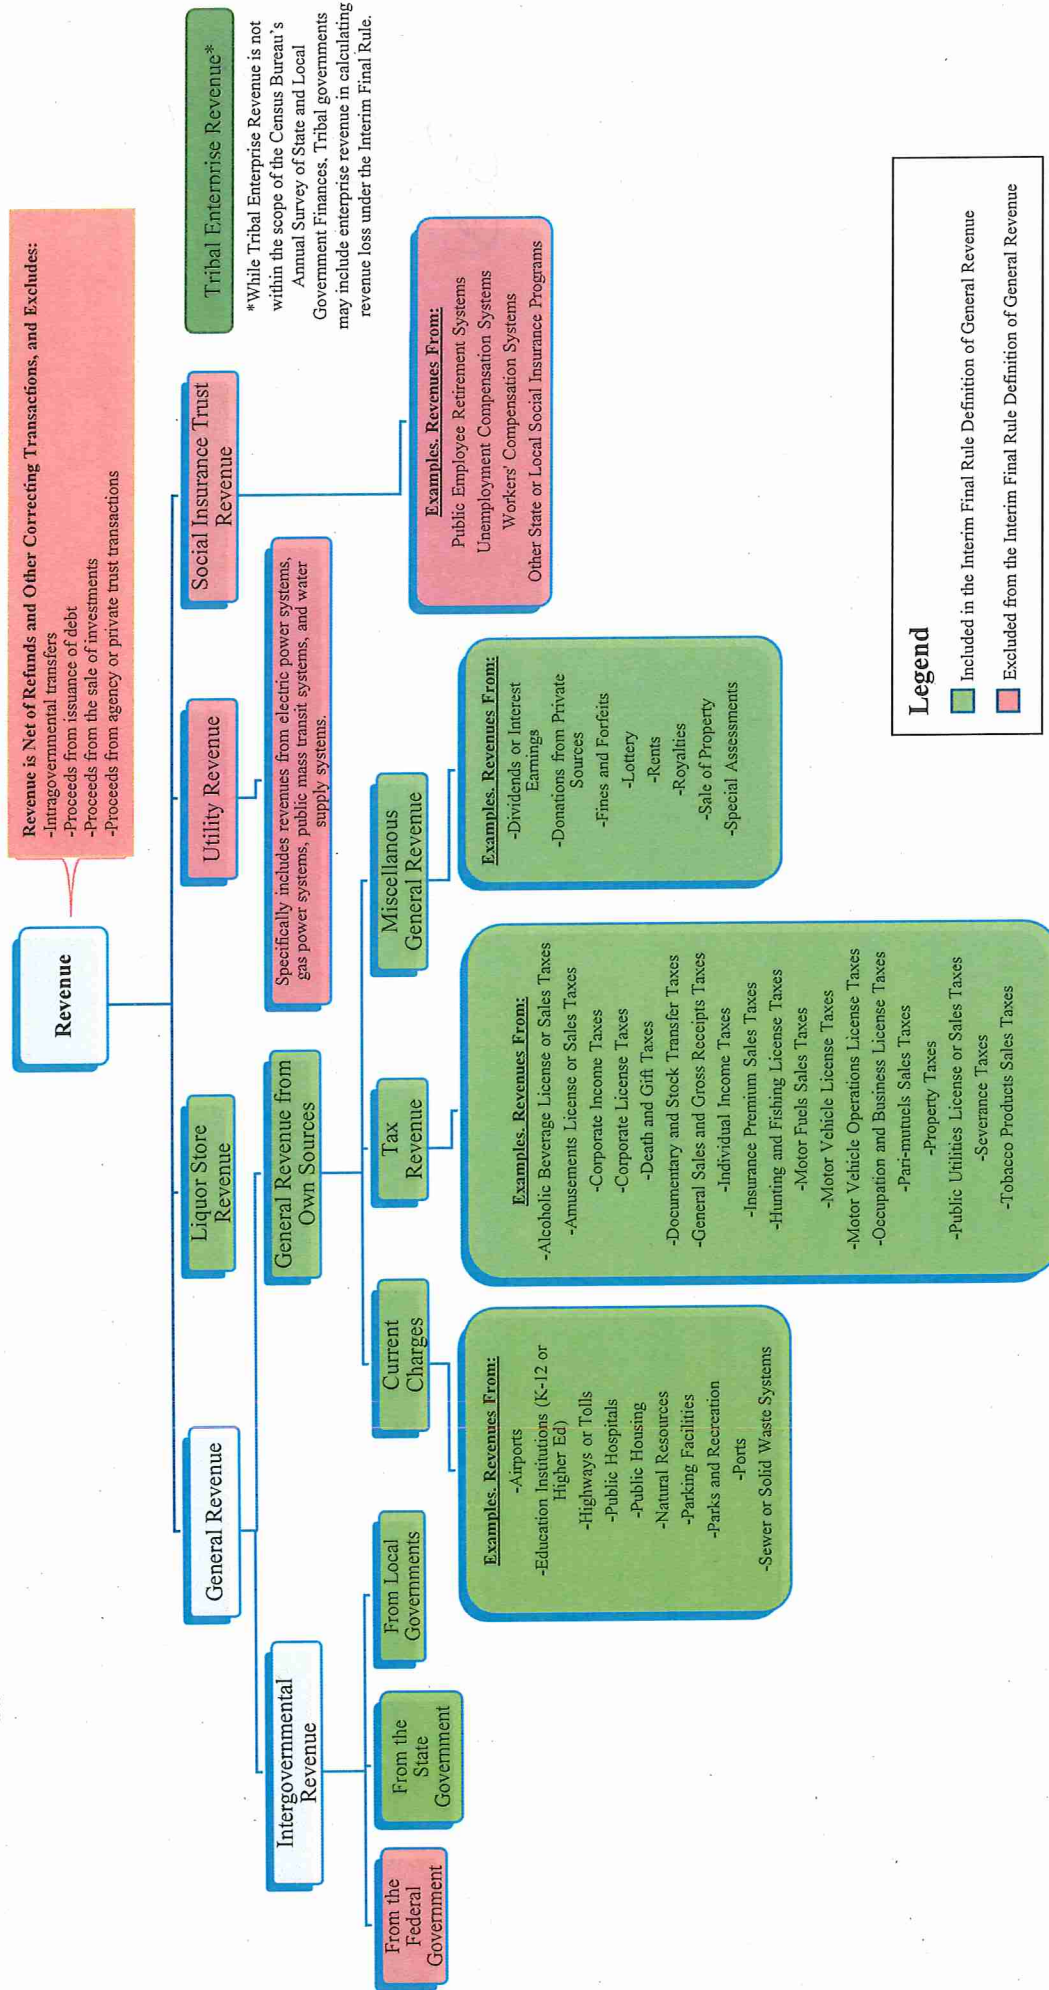 Revenue
Revenue is Net of Refunds and Other Correcting Transactions, and Excludes:
-Intragovernmental transfers
-Proceeds from issuance of debt
-Proceeds from the sale of investments
-Proceeds from agency or private trust transactions
General Revenue
Liquor Store
Revenue
Utility Revenue
Social Insurance Trust
Revenue
Tribal Enterprise Revenue*
*While Tribal Enterprise Revenue is not
within the scope of the Census Bureau's
Annual Survey of State and Local
Government Finances, Tribal governments
may include enterprise revenue in calculating
revenue loss under the Interim Final Rule.
Intergovernmental
Revenue
General Revenue from
Own Sources
Specifically includes revenues from electric power systems,
gas power systems, public mass transit systems, and water
supply systems.
From the
Federal
Government
From the
State
Government
From Local
Governments
Current
Charges
Tax
Revenue
Miscellanous
General Revenue
Examples. Revenues From:
Public Employee Retirement Systems
Unemployment Compensation Systems
Workers' Compensation Systems
Other State or Local Social Insurance Programs
Examples. Revenues From:
-Airports
-Education Institutions (K-12 or
Higher Ed)
-Highways or Tolls
-Public Hospitals
-Public Housing
-Natural Resources
-Parking Facilities
-Parks and Recreation
-Ports
-Sewer or Solid Waste Systems
Examples. Revenues From:
-Alcoholic Beverage License or Sales Taxes
-Amusements License or Sales Taxes
-Corporate Income Taxes
-Corporate License Taxes
-Death and Gift Taxes
-Documentary and Stock Transfer Taxes
-General Sales and Gross Receipts Taxes
-Individual Income Taxes
-Insurance Premium Sales Taxes
-Hunting and Fishing License Taxes
-Motor Fuels Sales Taxes
-Motor Vehicle License Taxes
-Motor Vehicle Operations License Taxes
-Occupation and Business License Taxes
-Pari-mutuels Sales Taxes
-Property Taxes
-Public Utilities License or Sales Taxes
-Severance Taxes
-Tobacco Products Sales Taxes
Examples. Revenues From:
-Dividends or Interest
Earnings
-Donations from Private
Sources
-Fines and Forfeits
-Lottery
-Rents
-Royalties
-Sale of Property
-Special Assessments
Legend
Included in the Interim Final Rule Definition of General Revenue
Excluded from the Interim Final Rule Definition of General Revenue